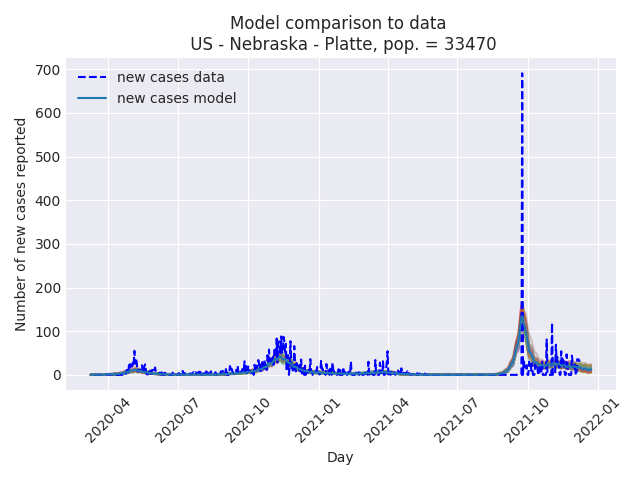 Model comparison to data
US - Nebraska - Platte, pop. = 33470
new cases data
new cases model
Number of new cases reported
700
600
500
400
300
200
100
0
2020-04
2020-07
2020-10
2021-01
2021-04
2021-07
2021-10
2022-01
Day